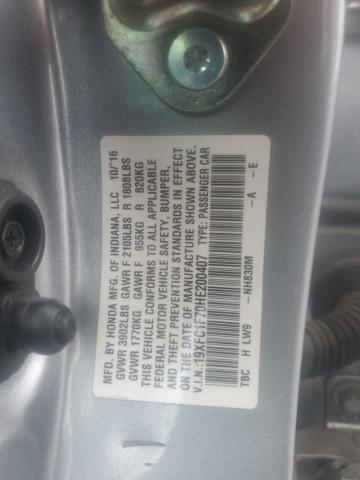 MFD. BY HONDA MFG. OF INDIANA, LLC 10/16
GVWR 3902LBS GAWR F 2105LBS R 1808LBS
GVWR 1770KG GAWR F 955KG R 820KG
THIS VEHICLE CONFORMS TO ALL APPLICABLE
FEDERAL MOTOR VEHICLE SAFETY, BUMPER,
AND THEFT PREVENTION STANDARDS IN EFFECT
ON THE DATE OF MANUFACTURE SHOWN ABOVE.
V.I.N.:19XFC1F70HE200407 TYPE: PASSENGER CAR
TBC H LW9 -NH830M -A -E